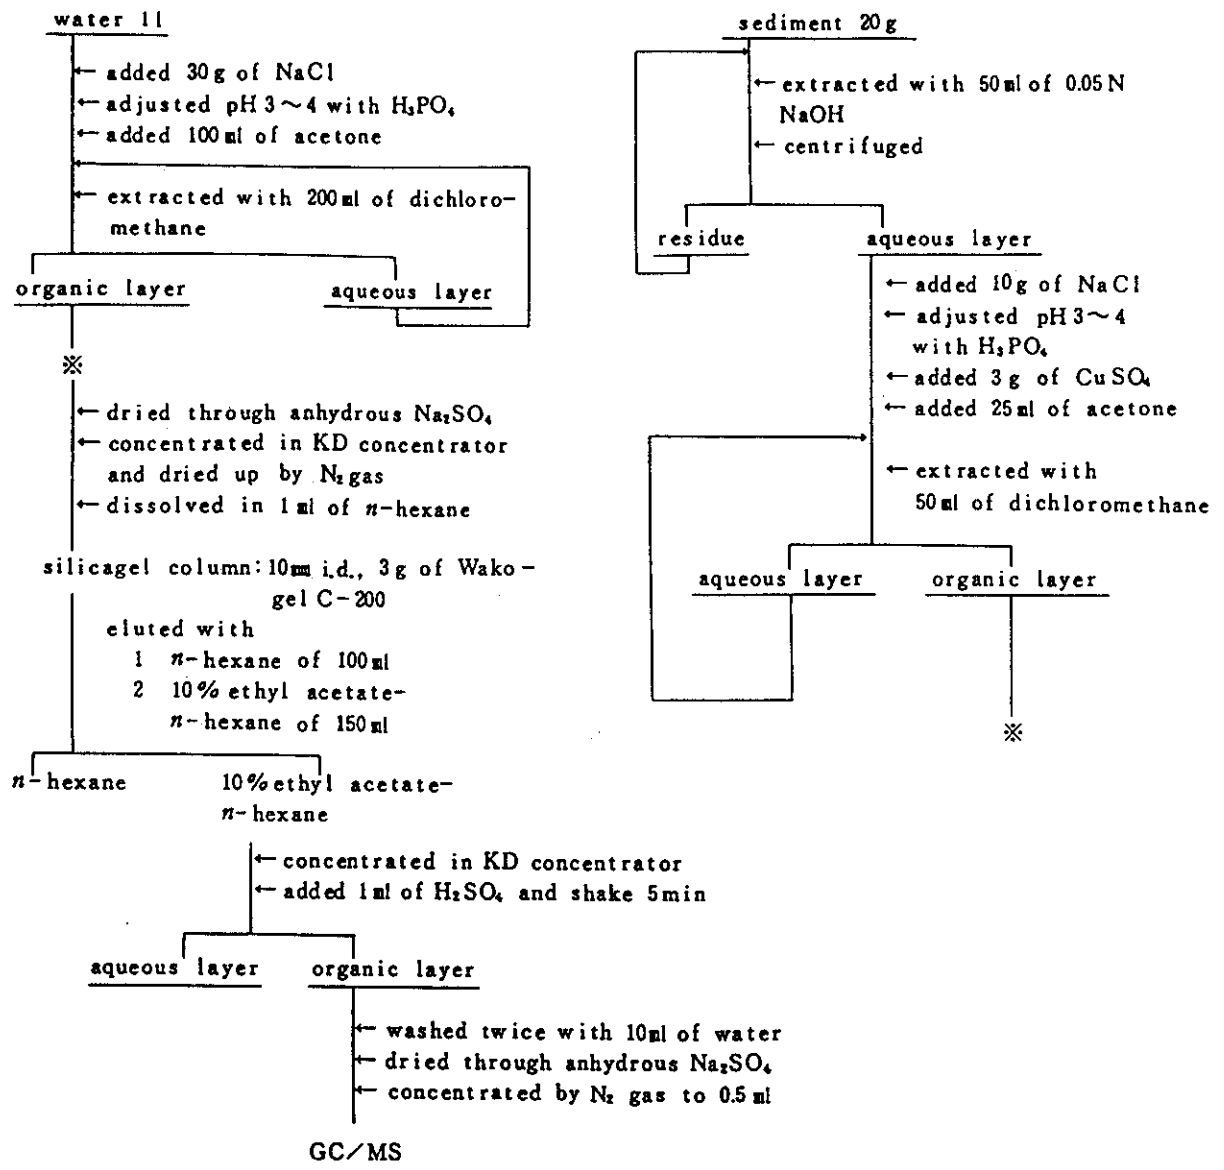 water 1l
← added 30g of NaCl
← adjusted pH 3~4 with H₃PO₄
← added 100ml of acetone
← extracted with 200ml of dichloro-
methane
organic layer
aqueous layer
※
← dried through anhydrous Na₂SO₄
← concentrated in KD concentrator
and dried up by N₂ gas
← dissolved in 1ml of n-hexane
silicagel column: 10mm i.d., 3g of Wako-
gel C-200
eluted with
1 n-hexane of 100ml
2 10% ethyl acetate-
n-hexane of 150ml
n-hexane
10% ethyl acetate-
n-hexane
← concentrated in KD concentrator
← added 1ml of H₂SO₄ and shake 5min
aqueous layer
organic layer
← washed twice with 10ml of water
← dried through anhydrous Na₂SO₄
← concentrated by N₂ gas to 0.5ml
GC/MS
sediment 20g
← extracted with 50ml of 0.05N
NaOH
← centrifuged
residue
aqueous layer
← added 10g of NaCl
← adjusted pH 3~4
with H₃PO₄
← added 3g of CuSO₄
← added 25ml of acetone
← extracted with
50ml of dichloromethane
aqueous layer
organic layer
※